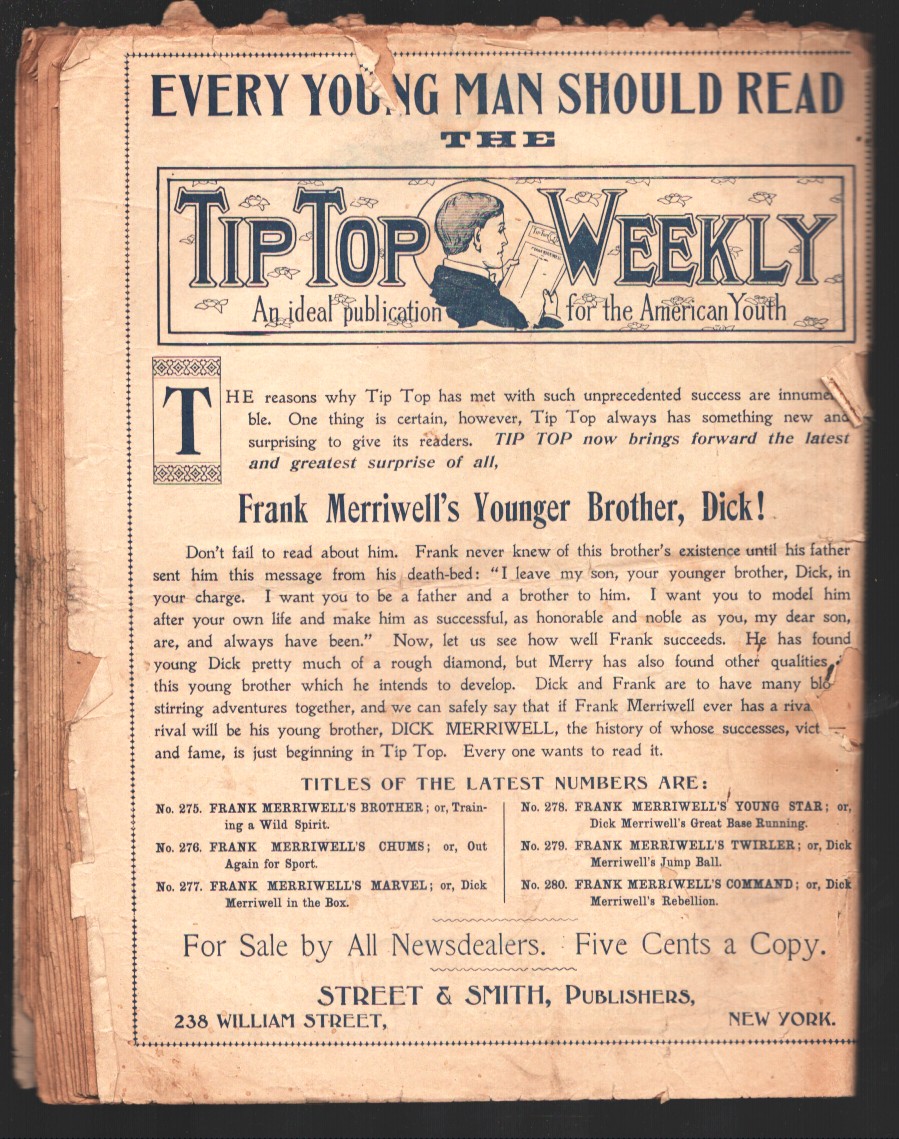 EVERY YOUNG MAN SHOULD READ
THE
TIP TOP WEEKLY
An ideal publication for the American Youth
THE reasons why Tip Top has met with such unprecedented success are innume
ble. One thing is certain, however, Tip Top always has something new and
surprising to give its readers. TIP TOP now brings forward the latest
and greatest surprise of all,
Frank Merriwell's Younger Brother, Dick!
Don't fail to read about him. Frank never knew of this brother's existence until his father
sent him this message from his death-bed: "I leave my son, your younger brother, Dick, in
your charge. I want you to be a father and a brother to him. I want you to model him
after your own life and make him as successful, as honorable and noble as you, my dear son,
are, and always have been." Now, let us see how well Frank succeeds. He has found
young Dick pretty much of a rough diamond, but Merry has also found other qualities
this young brother which he intends to develop. Dick and Frank are to have many blo
stirring adventures together, and we can safely say that if Frank Merriwell ever has a riva
rival will be his young brother, DICK MERRIWELL, the history of whose successes, vict
and fame, is just beginning in Tip Top. Every one wants to read it.
TITLES OF THE LATEST NUMBERS ARE:
No. 275. FRANK MERRIWELL'S BROTHER; or, Train-
ing a Wild Spirit.
No. 276. FRANK MERRIWELL'S CHUMS; or, Out
Again for Sport.
No. 277. FRANK MERRIWELL'S MARVEL; or, Dick
Merriwell in the Box.
No. 278. FRANK MERRIWELL'S YOUNG STAR; or,
Dick Merriwell's Great Base Running.
No. 279. FRANK MERRIWELL'S TWIRLER; or, Dick
Merriwell's Jump Ball.
No. 280. FRANK MERRIWELL'S COMMAND; or, Dick
Merriwell's Rebellion.
For Sale by All Newsdealers. Five Cents a Copy.
STREET & SMITH, PUBLISHERS,
238 WILLIAM STREET, NEW YORK.